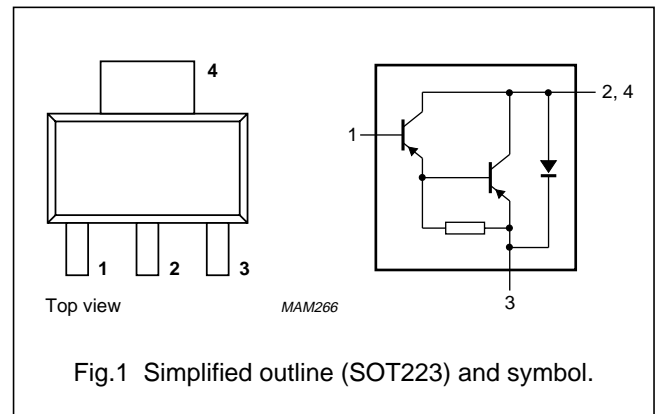 4
2, 4
1
1 2 3
3
Top view
MAM266
Fig.1 Simplified outline (SOT223) and symbol.